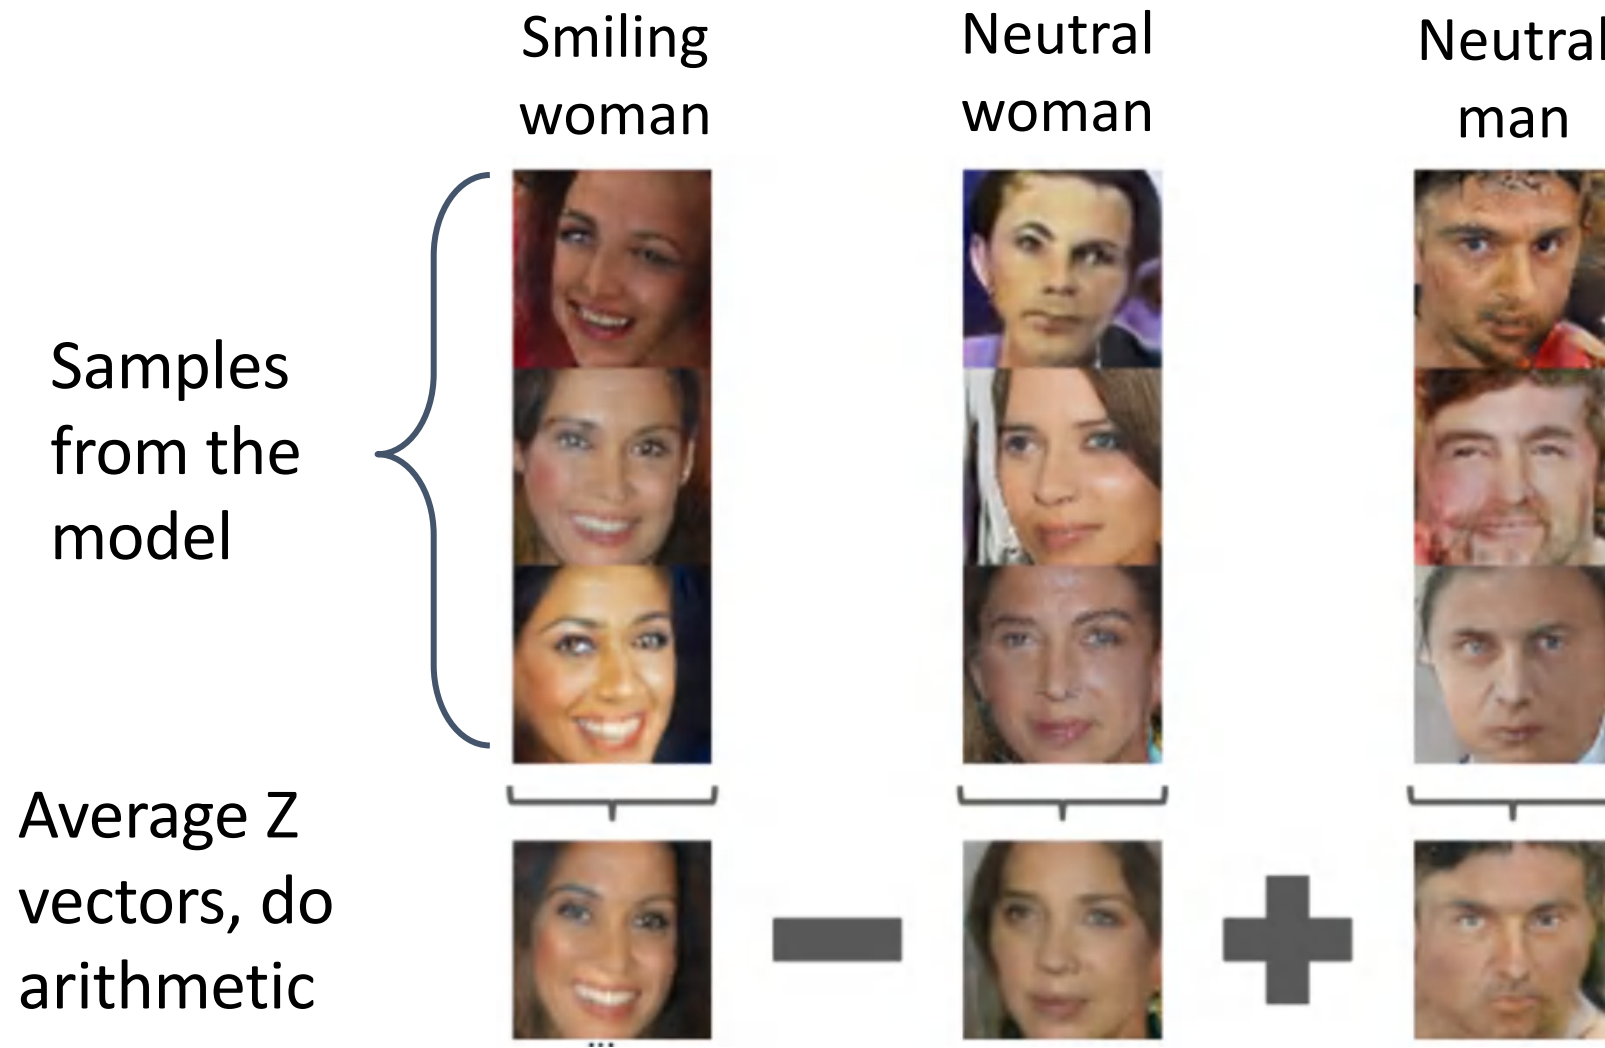 Smiling
woman
Neutral
woman
Neutral
man
Samples
from the
model
Average Z
vectors, do
arithmetic